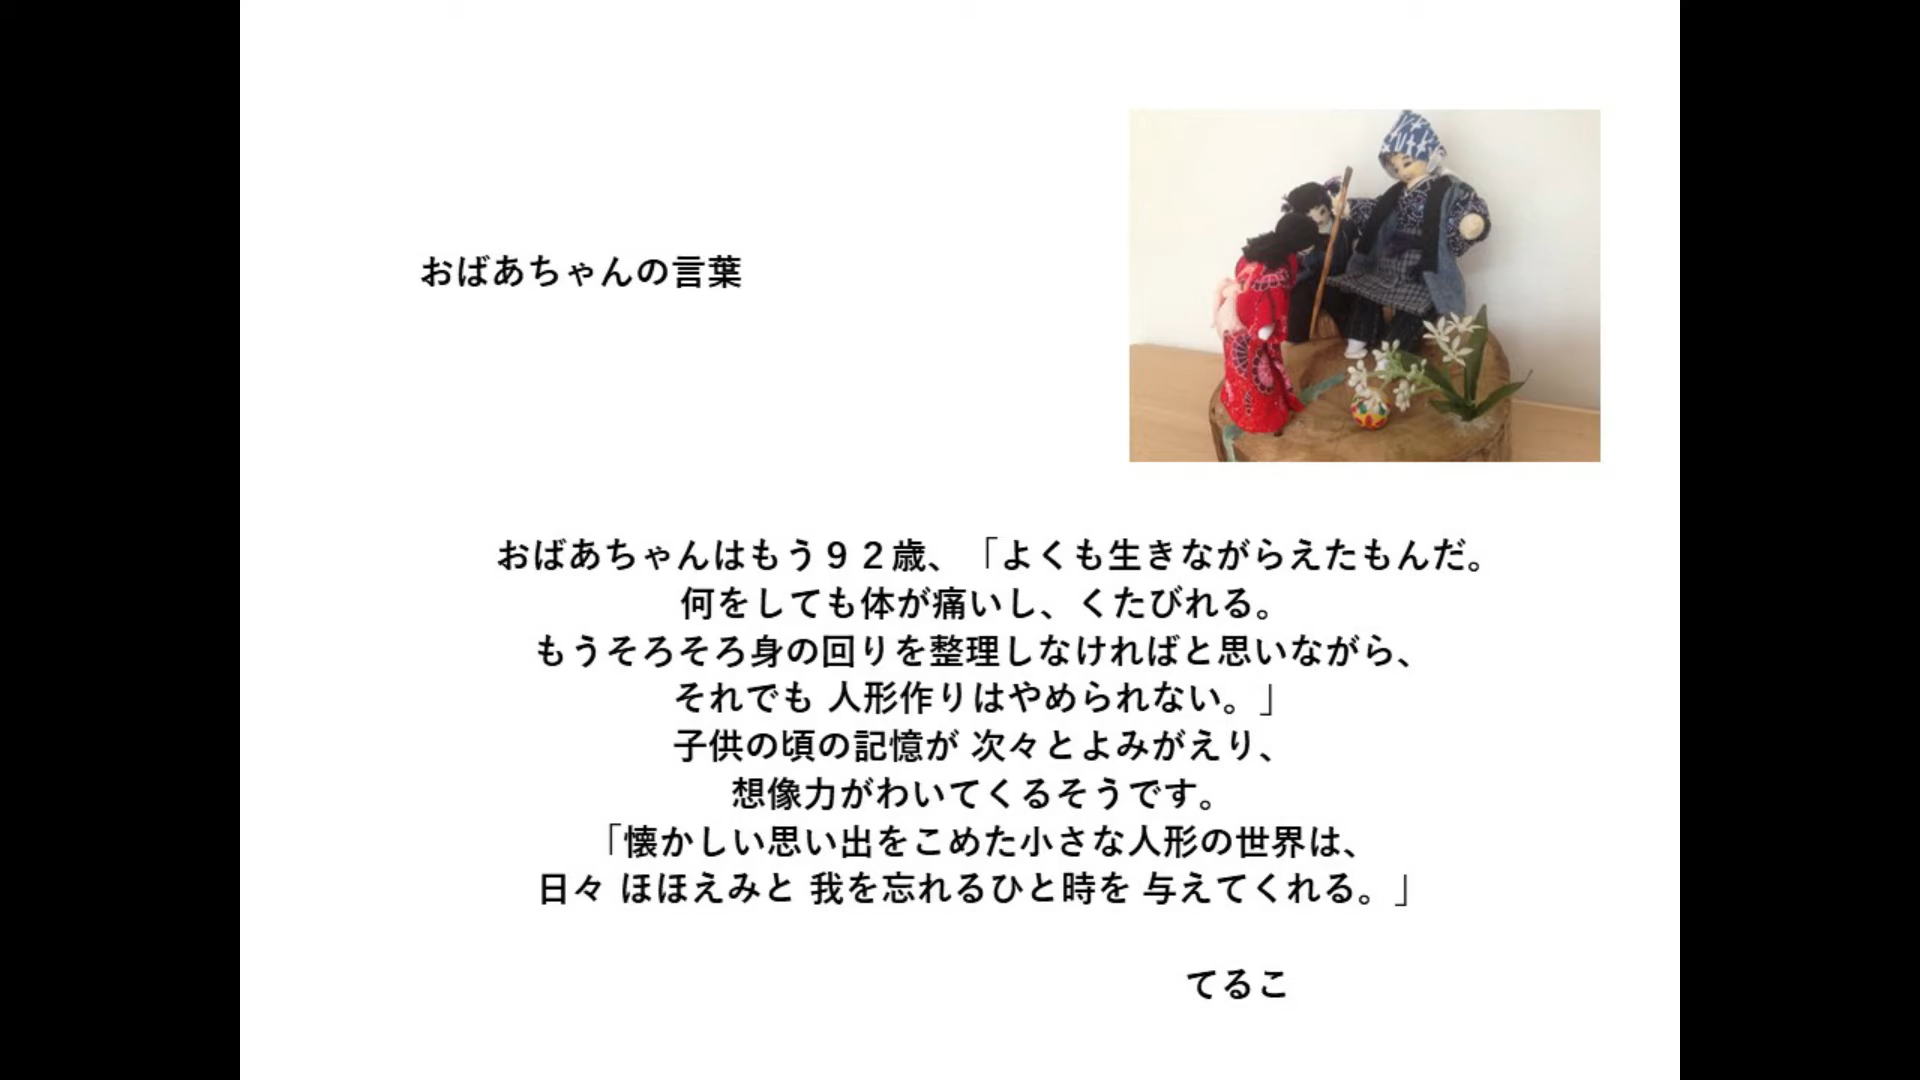 おばあちゃんの言葉
おばあちゃんはもう９２歳、「よくも生きながらえたもんだ。
何をしても体が痛いし、くたびれる。
もうそろそろ身の回りを整理しなければと思いながら、
それでも 人形作りはやめられない。」
子供の頃の記憶が 次々とよみがえり、
想像力がわいてくるそうです。
「懐かしい思い出をこめた小さな人形の世界は、
日々 ほほえみと 我を忘れるひと時を 与えてくれる。」
てるこ